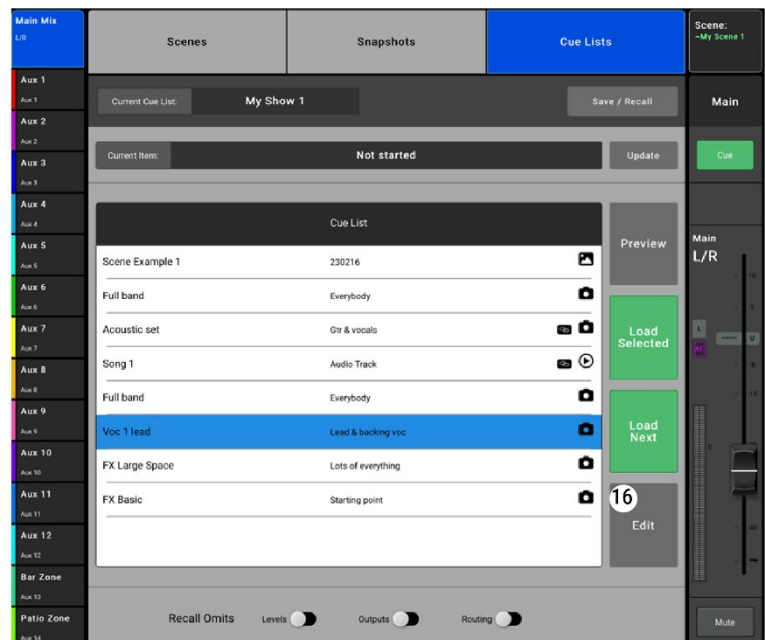 Main Mix
L/R
Scenes
Snapshots
Cue Lists
Scene:
~My Scene 1
Aux 1
Aux 1
Current Cue List:
My Show 1
Save / Recall
Main
Aux 2
Aux 2
Current Item:
Not started
Update
Cue
Aux 3
Aux 3
Aux 4
Aux 4
Cue List
Preview
Main
L/R
Aux 5
Aux 5
Scene Example 1 230216
10
Aux 6
Aux 6
Full band Everybody
5
Aux 7
Aux 7
Acoustic set Gtr & vocals
Load
Selected
L
U
Aux 8
Aux 8
Song 1 Audio Track
-5
Full band Everybody
-10
Aux 9
Aux 9
Voc 1 lead Lead & backing voc
Load
Next
0
Aux 10
Aux 10
FX Large Space Lots of everything
Aux 11
Aux 11
FX Basic Starting point
16
Edit
Aux 12
Aux 12
40
Bar Zone
Aux 13
Patio Zone
Aux 14
Recall Omits
Levels
Outputs
Routing
Mute